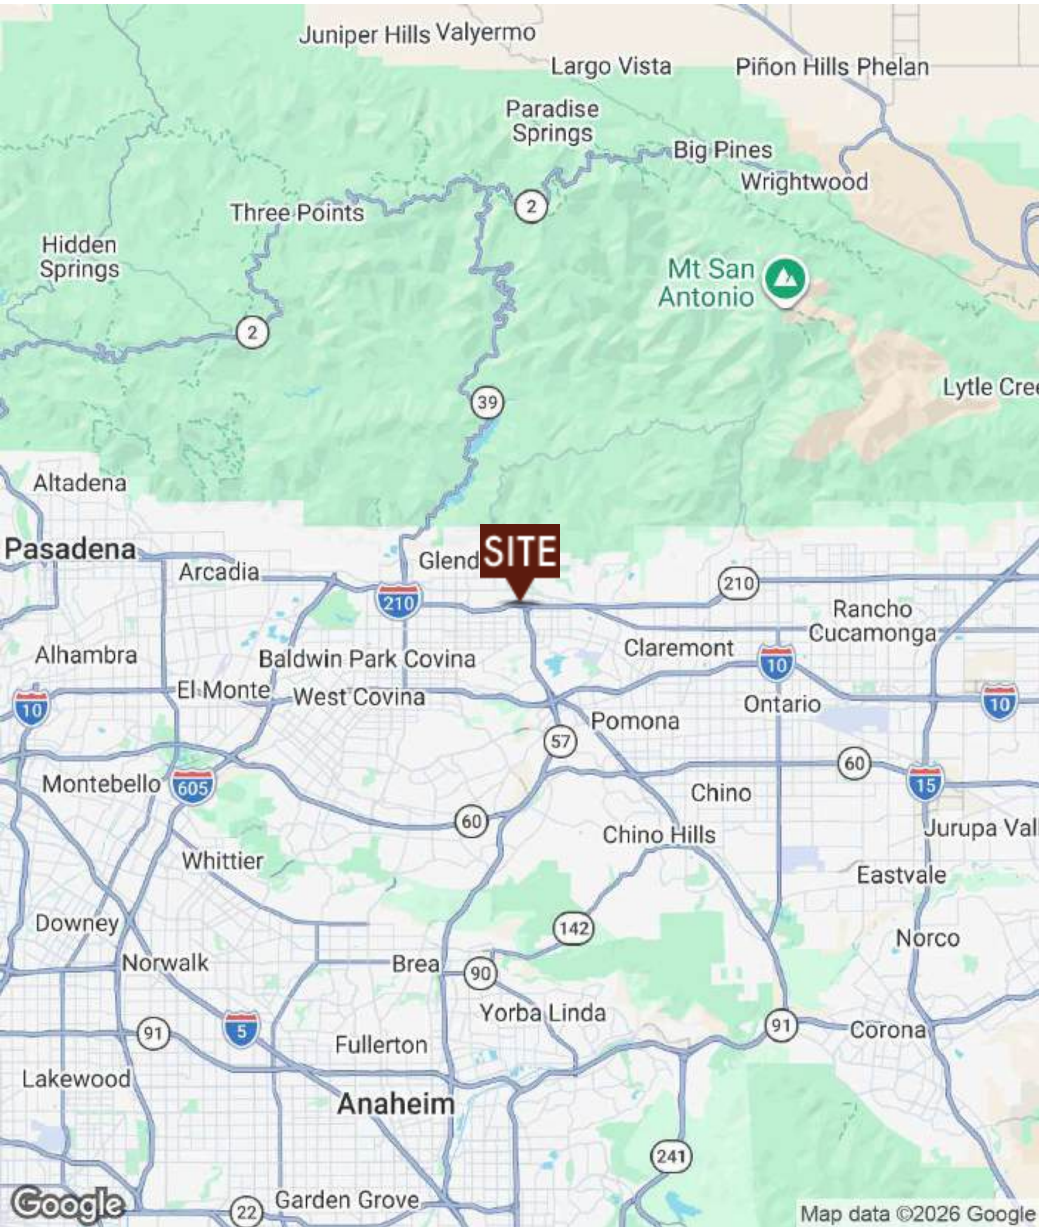 Juniper Hills Valyermo
Largo Vista
Piñon Hills Phelan
Paradise
Springs
Big Pines
Wrightwood
Three Points
2
Hidden
Springs
Mt San
Antonio
2
Lytle Cree
39
Altadena
Pasadena
Glend
SITE
Arcadia
210
210
Rancho
Cucamonga
Alhambra
Baldwin Park Covina
Claremont
10
El Monte
West Covina
10
Ontario
10
Pomona
57
60
Montebello
605
15
Chino
60
Chino Hills
Jurupa Val
Whittier
Eastvale
Downey
142
Norco
Norwalk
Brea
90
Yorba Linda
91
5
91
Corona
Fullerton
Lakewood
Anaheim
241
Garden Grove
22
Google
Map data ©2026 Google